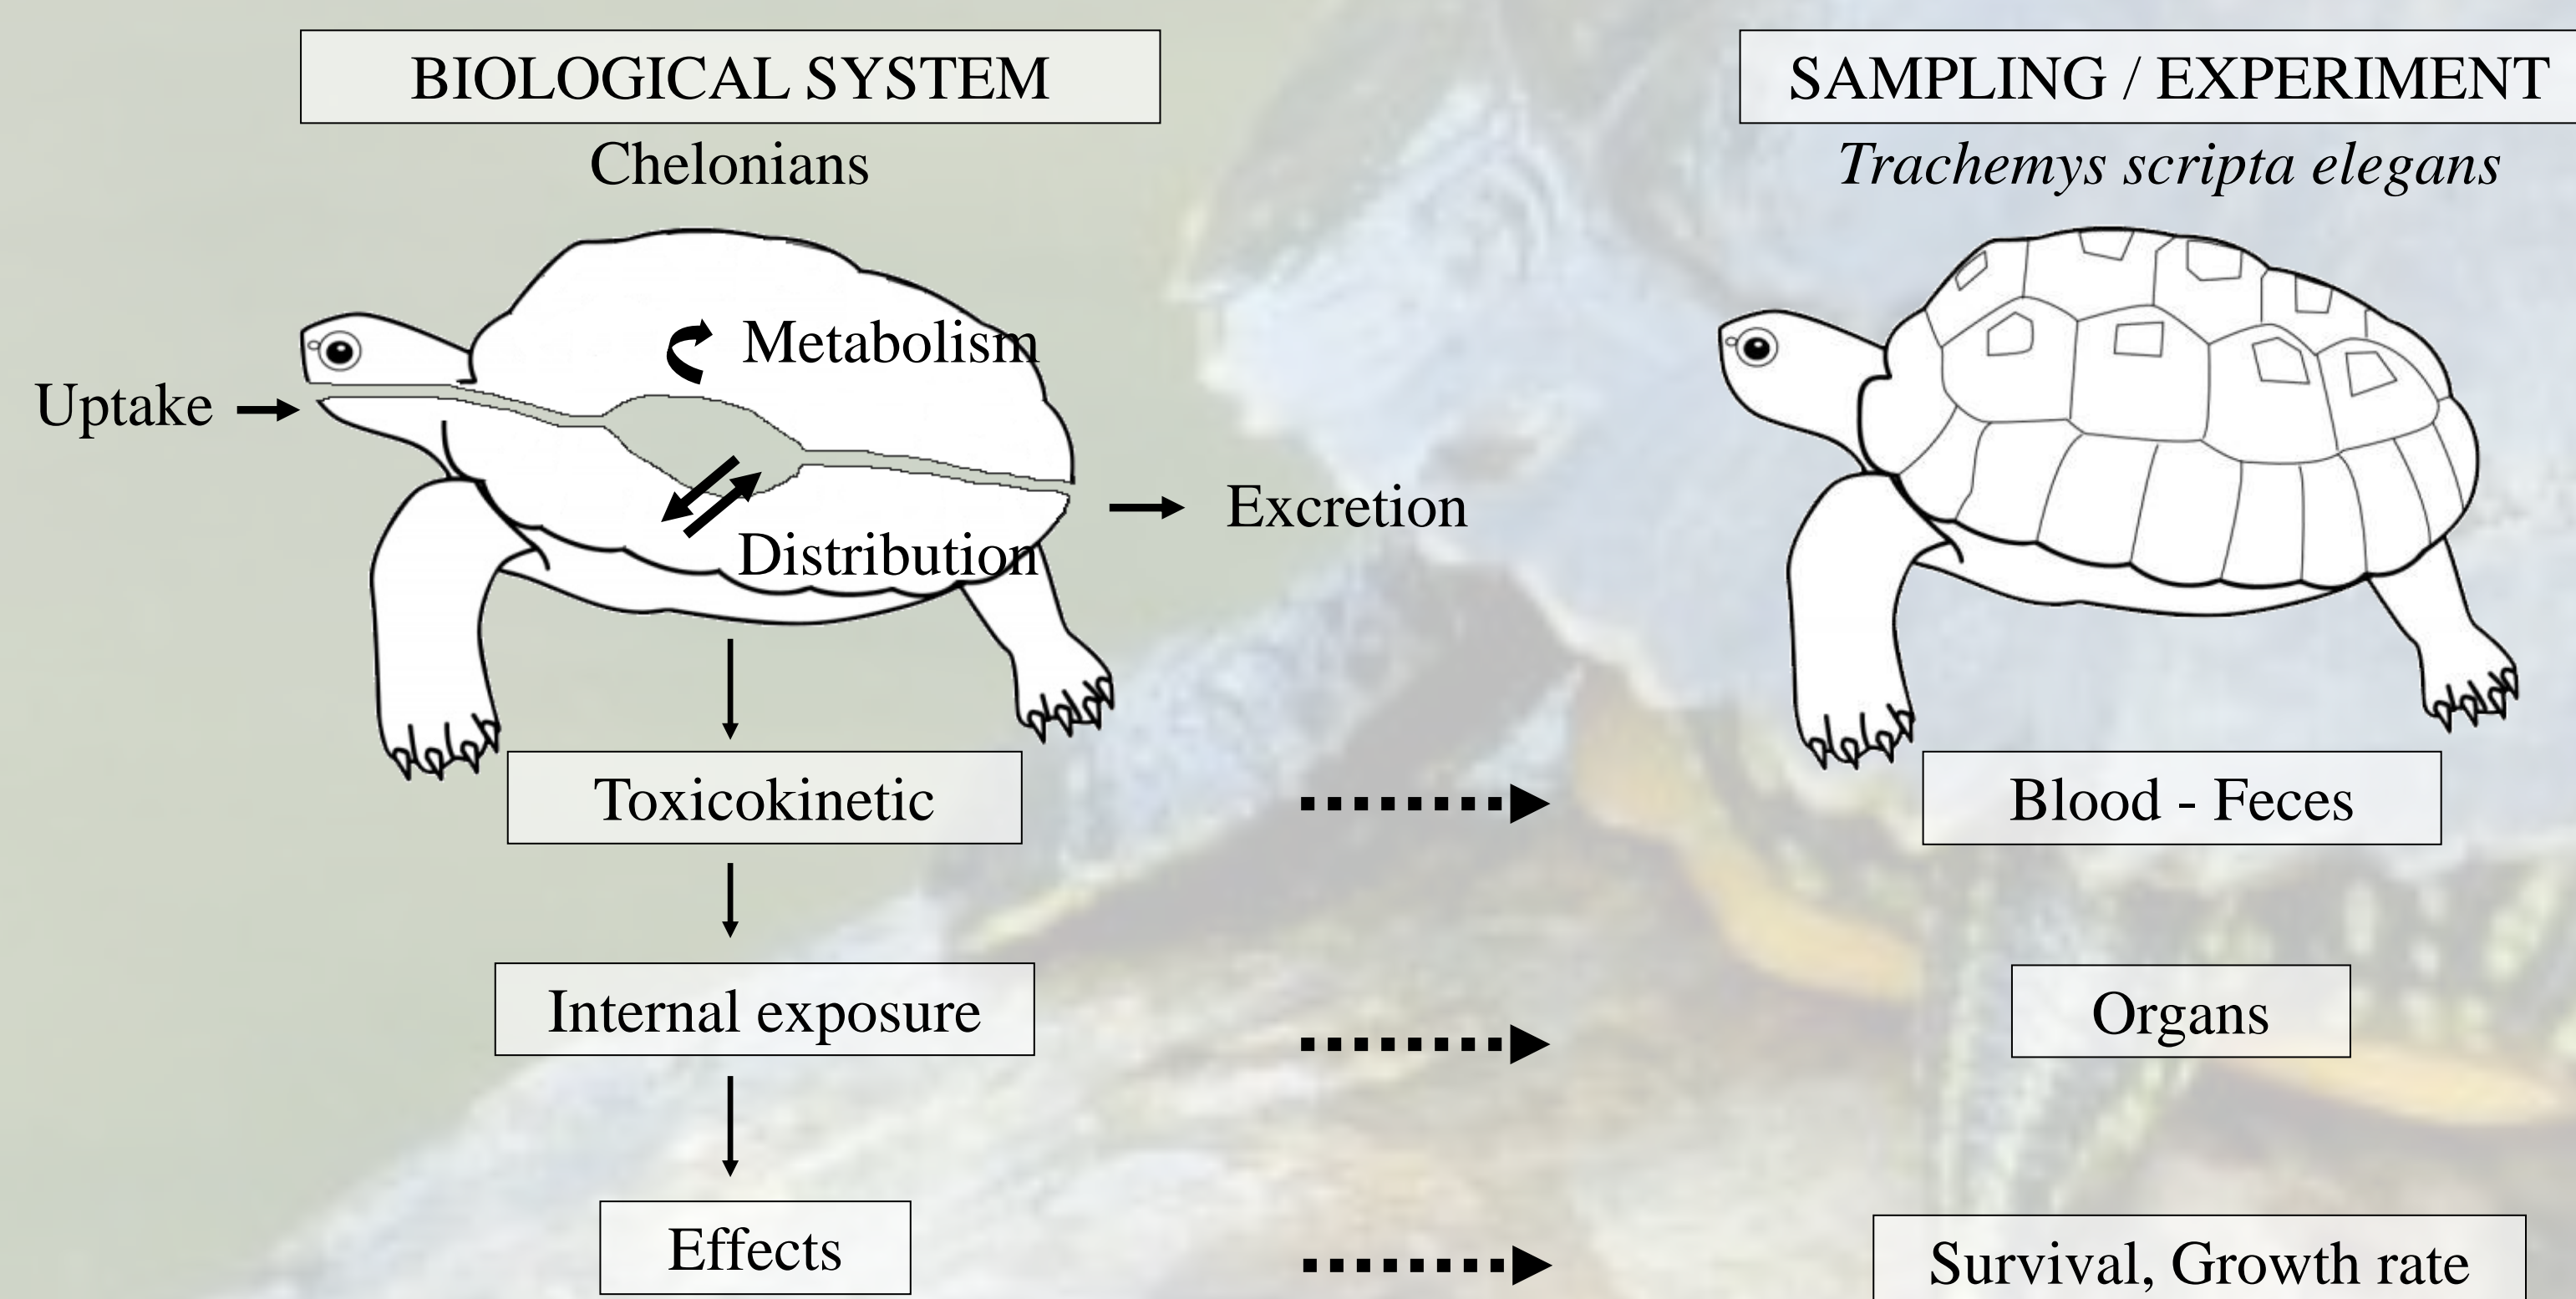 BIOLOGICAL SYSTEM
Chelonians
Uptake
Metabolism
Distribution
Excretion
Toxicokinetic
Internal exposure
Effects
SAMPLING / EXPERIMENT
Trachemys scripta elegans
Blood - Feces
Organs
Survival, Growth rate